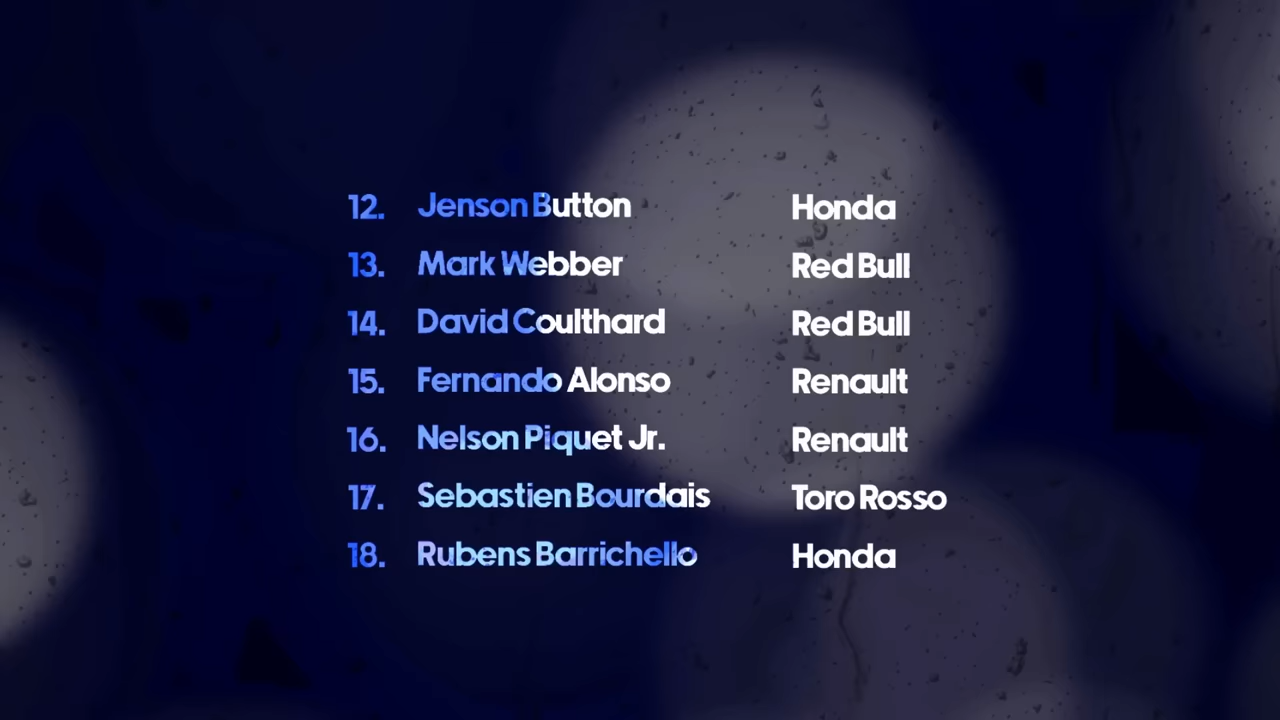 12. Jenson Button Honda
13. Mark Webber Red Bull
14. David Coulthard Red Bull
15. Fernando Alonso Renault
16. Nelson Piquet Jr. Renault
17. Sebastien Bourdais Toro Rosso
18. Rubens Barrichello Honda